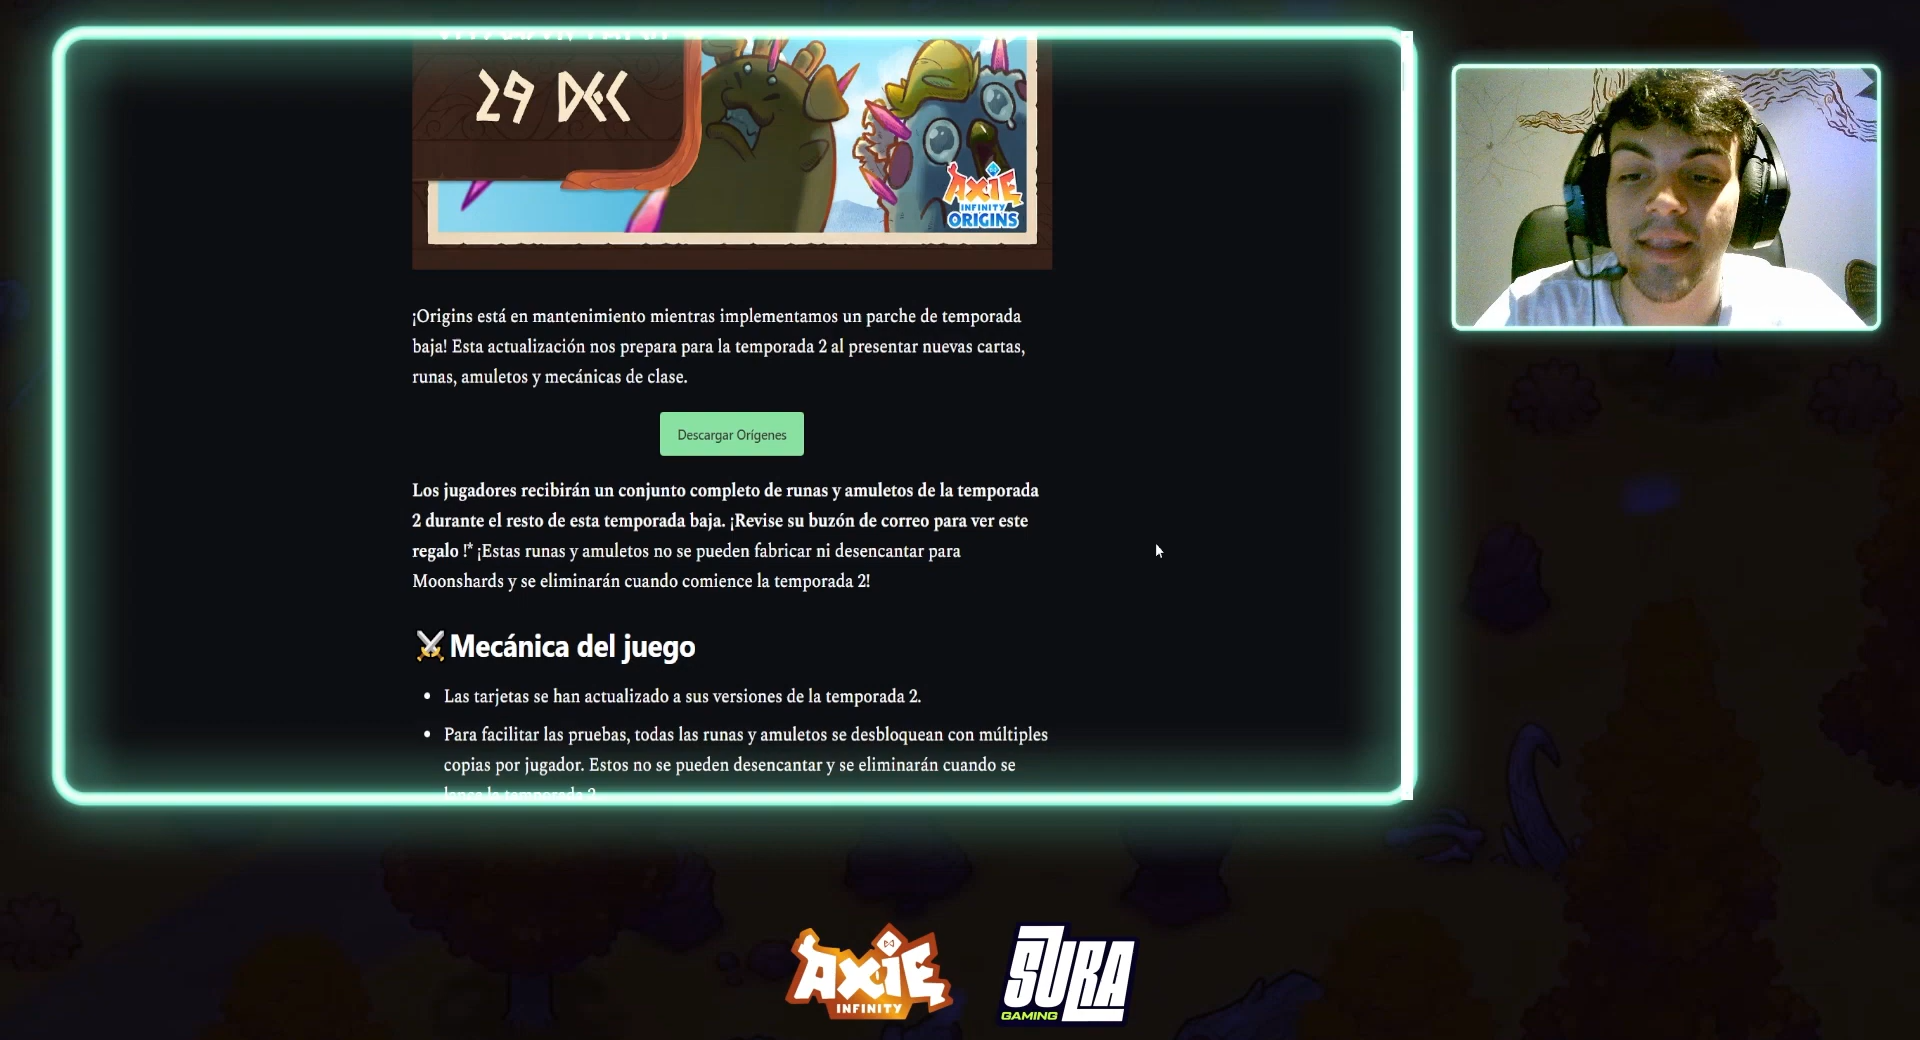 29 DEC
AXIE
INFINITY
ORIGINS
¡Origins está en mantenimiento mientras implementamos un parche de temporada
baja! Esta actualización nos prepara para la temporada 2 al presentar nuevas cartas,
runas, amuletos y mecánicas de clase.
Descargar Orígenes
Los jugadores recibirán un conjunto completo de runas y amuletos de la temporada
2 durante el resto de esta temporada baja. ¡Revise su buzón de correo para ver este
regalo !* ¡Estas runas y amuletos no se pueden fabricar ni desencantar para
Moonshards y se eliminarán cuando comience la temporada 2!
Mecánica del juego
• Las tarjetas se han actualizado a sus versiones de la temporada 2.
• Para facilitar las pruebas, todas las runas y amuletos se desbloquean con múltiples
copias por jugador. Estos no se pueden desencantar y se eliminarán cuando se
AXIE
INFINITY
SURA
GAMING